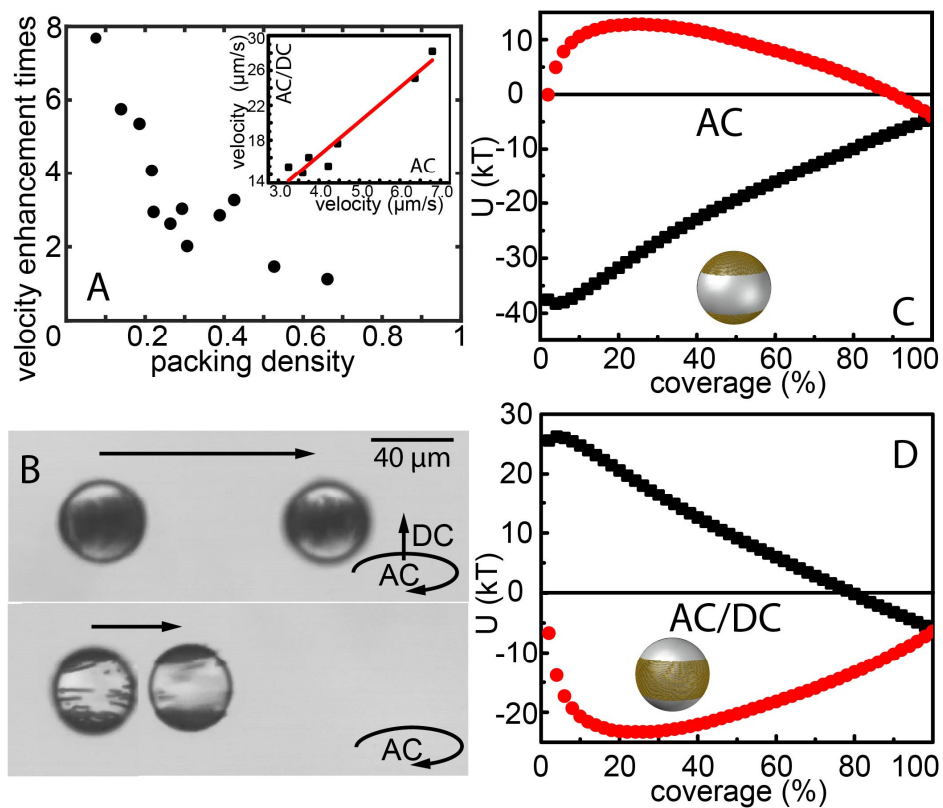 8
6
4
2
0
0
0.2
0.4
0.6
0.8
1
velocity enhancement times
packing density
A
30
26
22
18
14
3.0
4.0
5.0
6.0
7.0
velocity (µm/s)
AC/DC
AC
velocity (µm/s)
10
0
-10
-20
-30
-40
U (kT)
AC
C
0
20
40
60
80
100
coverage (%)
B
40 µm
DC
AC
AC
30
20
10
0
-10
-20
U (kT)
D
AC/DC
0
20
40
60
80
100
coverage (%)